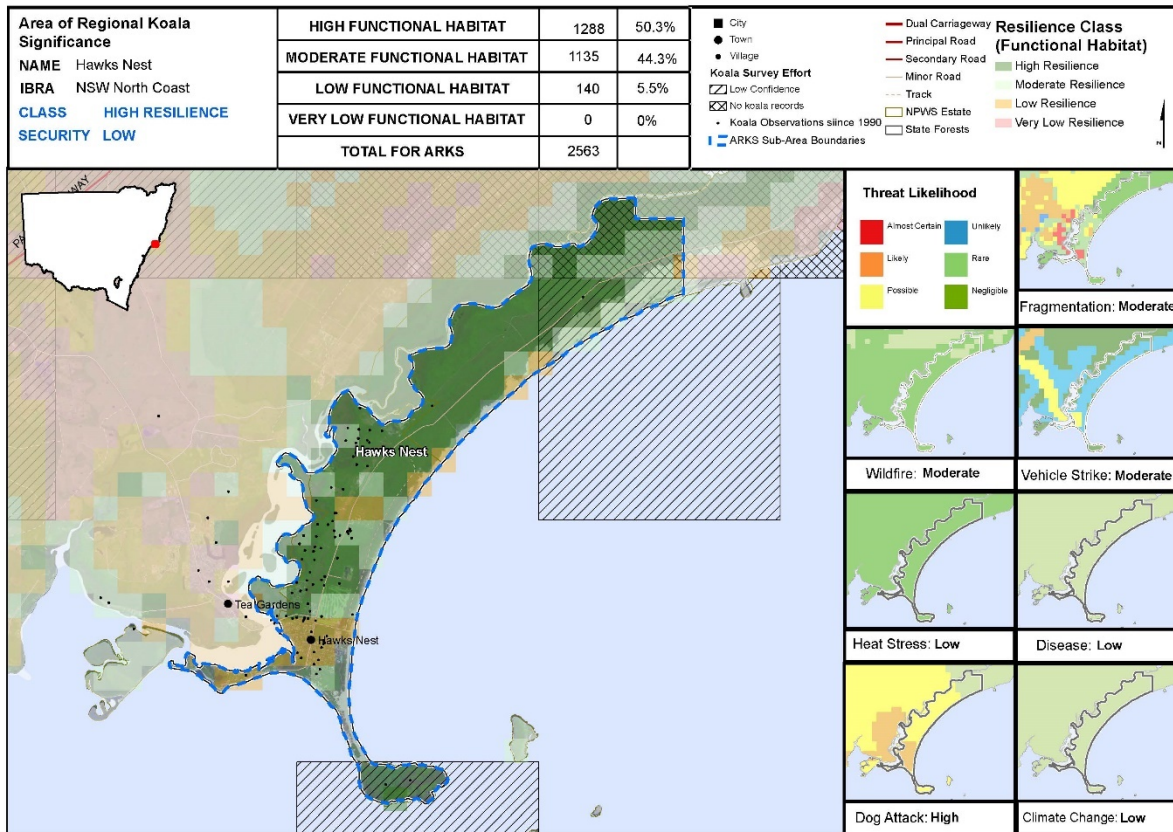 Area of Regional Koala
Significance
NAME Hawks Nest
IBRA NSW North Coast
CLASS HIGH RESILIENCE
SECURITY LOW
HIGH FUNCTIONAL HABITAT 1288 50.3%
MODERATE FUNCTIONAL HABITAT 1135 44.3%
LOW FUNCTIONAL HABITAT 140 5.5%
VERY LOW FUNCTIONAL HABITAT 0 0%
TOTAL FOR ARKS 2563
City
Town
Village
Koala Survey Effort
Low Confidence
No koala records
Koala Observations siince 1990
ARKS Sub-Area Boundaries
Dual Carriageway
Principal Road
Secondary Road
Minor Road
Track
NPWS Estate
State Forests
Resilience Class
(Functional Habitat)
High Resilience
Moderate Resilience
Low Resilience
Very Low Resilience
N
WAY
PA
Hawks Nest
Tea Gardens
Hawks Nest
Threat Likelihood
Almost Certain
Unlikely
Likely
Rare
Possible
Negligible
Fragmentation: Moderate
Wildfire: Moderate
Vehicle Strike: Moderate
Heat Stress: Low
Disease: Low
Dog Attack: High
Climate Change: Low